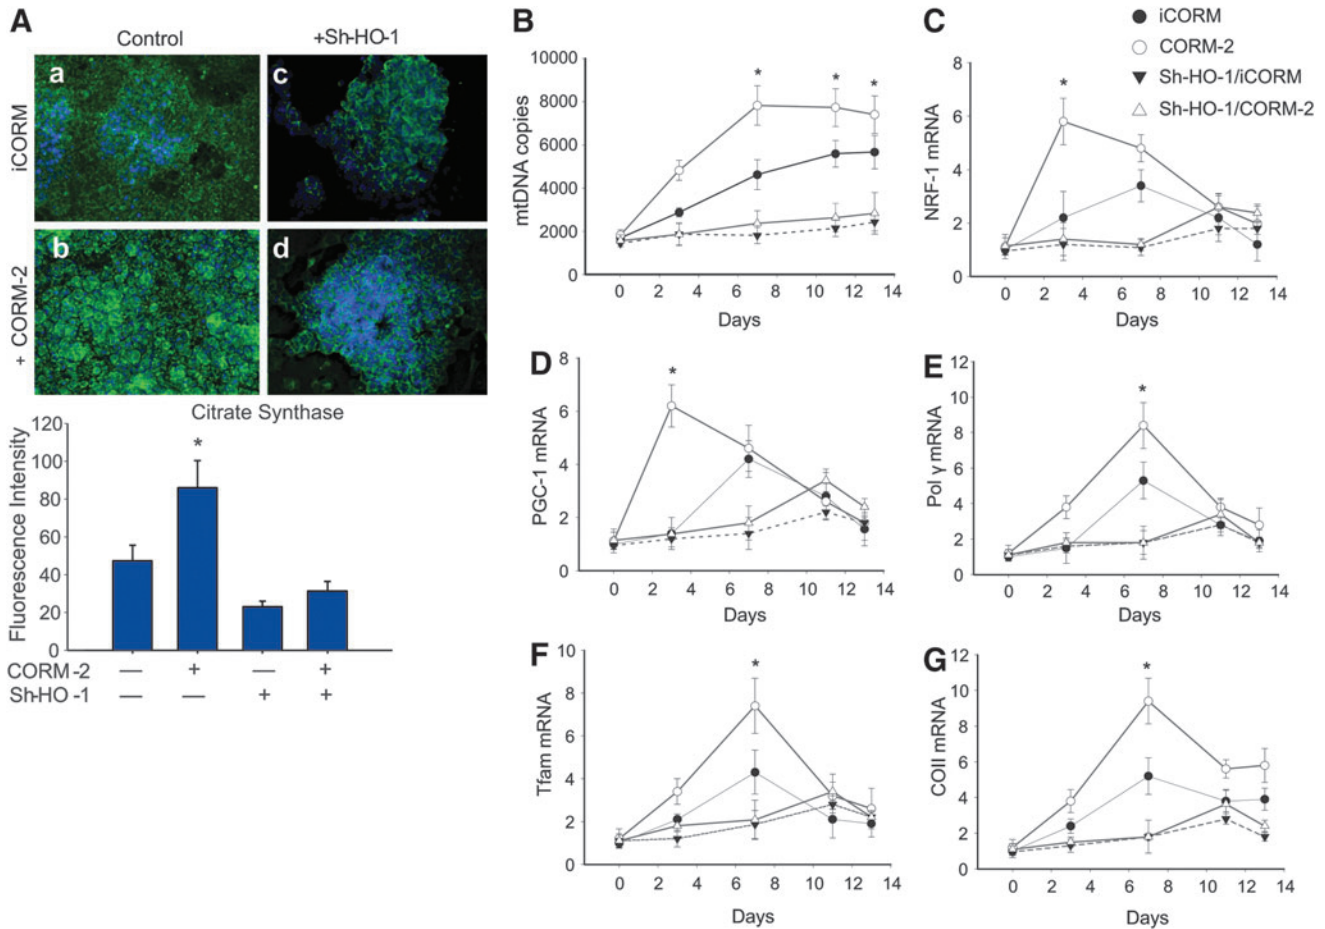 A
Control
+Sh-HO-1
iCORM
+ CORM-2
a
c
b
d
Citrate Synthase
Fluorescence Intensity
120
100
80
60
40
20
0
CORM-2 — + — +
Sh-HO-1 — — + +
B
mtDNA copies
10000
8000
6000
4000
2000
0
* * *
0 2 4 6 8 10 12 14
Days
C
iCORM
CORM-2
Sh-HO-1/iCORM
Sh-HO-1/CORM-2
NRF-1 mRNA
8
6
4
2
0
*
0 2 4 6 8 10 12 14
Days
D
PGC-1 mRNA
8
6
4
2
0
*
0 2 4 6 8 10 12 14
Days
E
Pol γ mRNA
12
10
8
6
4
2
0
*
0 2 4 6 8 10 12 14
Days
F
Tfam mRNA
10
8
6
4
2
0
*
0 2 4 6 8 10 12 14
Days
G
COII mRNA
12
10
8
6
4
2
0
*
0 2 4 6 8 10 12 14
Days